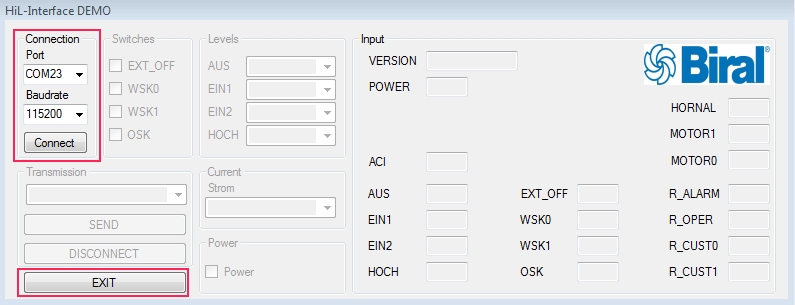 HiL-Interface DEMO
Connection
Port
COM23
Baudrate
115200
Connect
Switches
EXT_OFF
WSK0
WSK1
OSK
Levels
AUS
EIN1
EIN2
HOCH
Transmission
SEND
DISCONNECT
EXIT
Current
Strom
Power
Power
Input
VERSION
POWER
Biral
HORNAL
MOTOR1
ACI MOTOR0
AUS EXT_OFF R_ALARM
EIN1 WSK0 R_OPER
EIN2 WSK1 R_CUST0
HOCH OSK R_CUST1